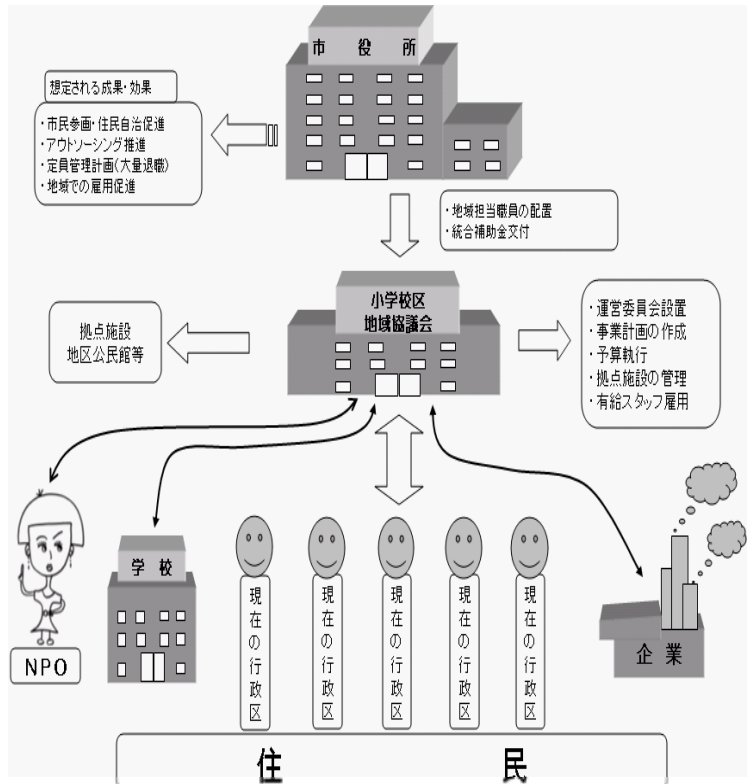 市 役 所
想定される成果・効果
・市民参画・住民自治促進
・アウトソーシング推進
・定員管理計画(大量退職)
・地域での雇用促進
・地域担当職員の配置
・統合補助金交付
小学校区
地域協議会
拠点施設
地区公民館等
・運営委員会設置
・事業計画の作成
・予算執行
・拠点施設の管理
・有給スタッフ雇用
NPO
学 校
現在の行政区
現在の行政区
現在の行政区
現在の行政区
現在の行政区
企 業
住 民